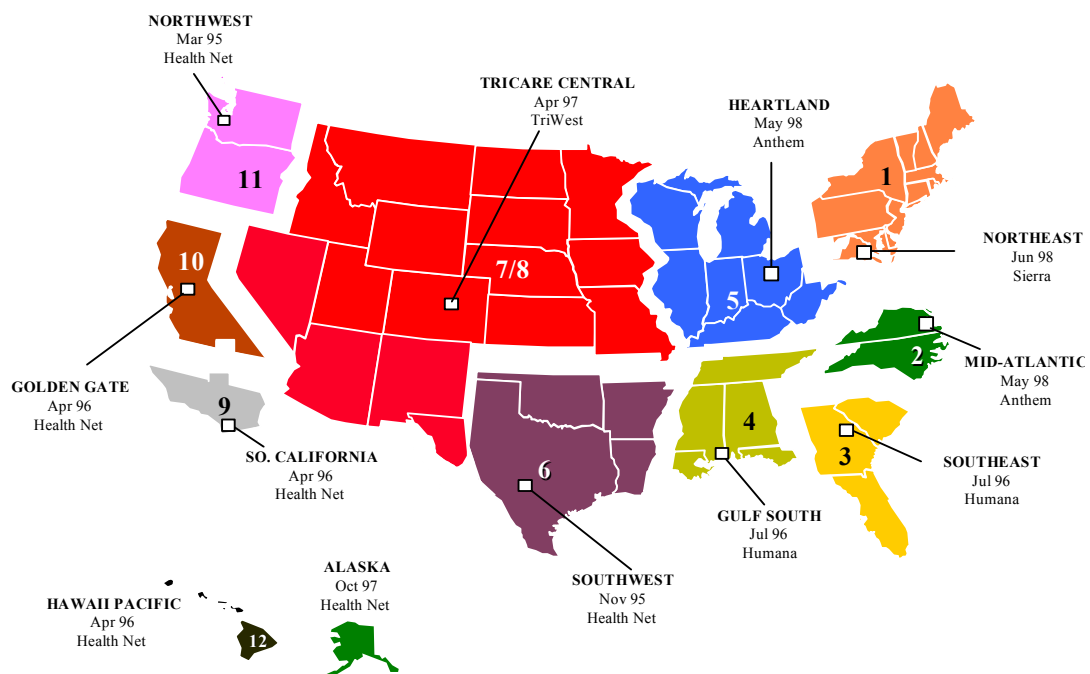 NORTHWEST
Mar 95
Health Net
TRICARE CENTRAL
Apr 97
TriWest
HEARTLAND
May 98
Anthem
11
10
7/8
5
1
NORTHEAST
Jun 98
Sierra
2
MID-ATLANTIC
May 98
Anthem
GOLDEN GATE
Apr 96
Health Net
9
SO. CALIFORNIA
Apr 96
Health Net
6
4
3
SOUTHEAST
Jul 96
Humana
GULF SOUTH
Jul 96
Humana
SOUTHWEST
Nov 95
Health Net
ALASKA
Oct 97
Health Net
HAWAII PACIFIC
Apr 96
Health Net
12